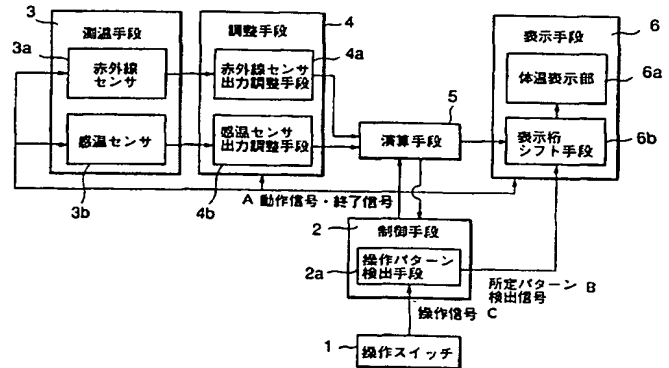 3
測温手段
3a
赤外線
センサ
感温センサ
3b
調整手段
4
4a
赤外線センサ
出力調整手段
感温センサ
出力調整手段
4b
5
演算手段
表示手段
6
体温表示部
6a
表示桁
シフト手段
6b
A 動作信号・終了信号
2
制御手段
2a
操作パターン
検出手段
所定パターン B
検出信号
操作信号 C
1
操作スイッチ